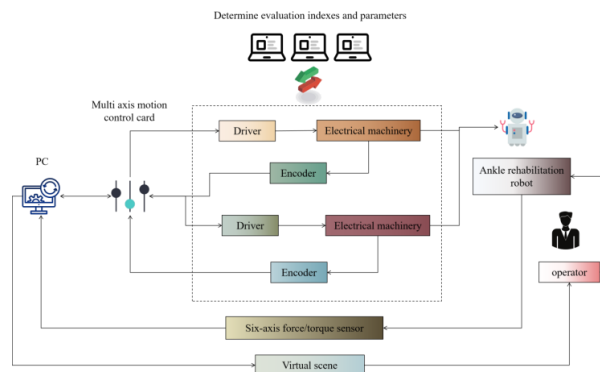 Determine evaluation indexes and parameters
Multi axis motion
control card
Driver
Electrical machinery
PC
Encoder
Ankle rehabilitation
robot
Driver
Electrical machinery
Encoder
operator
Six-axis force/torque sensor
Virtual scene